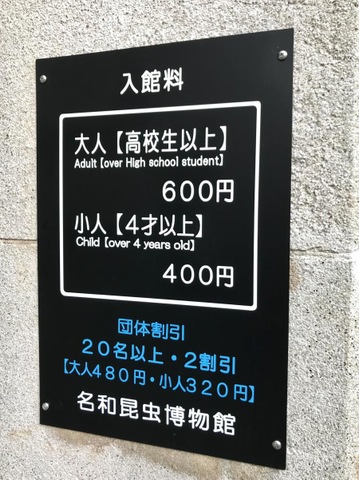 入館料
大人【高校生以上】
Adult【over High school student】
600円
小人【4才以上】
Child【over 4 years old】
400円
団体割引
20名以上・2割引
【大人480円・小人320円】
名和昆虫博物館